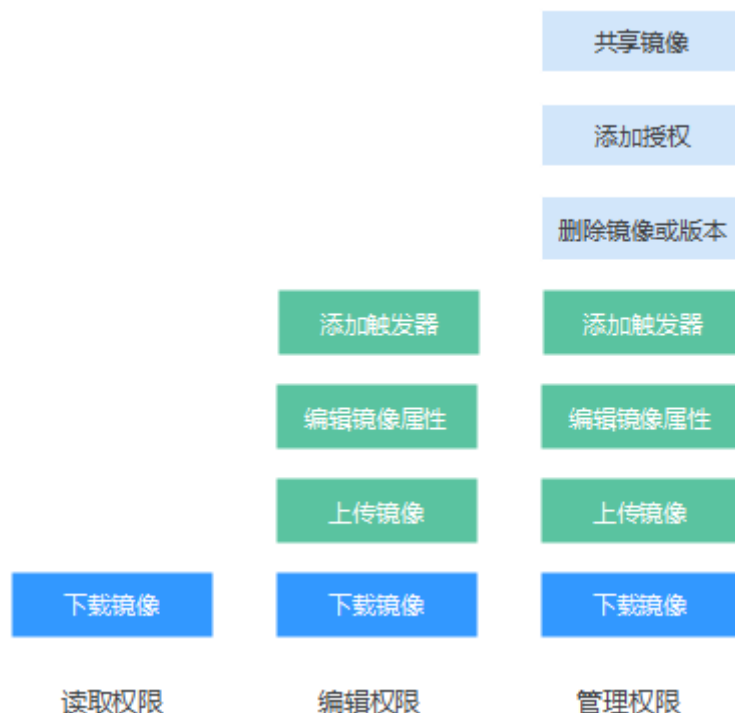 共享镜像
添加授权
删除镜像或版本
添加触发器
添加触发器
编辑镜像属性
编辑镜像属性
上传镜像
上传镜像
下载镜像
下载镜像
下载镜像
读取权限
编辑权限
管理权限